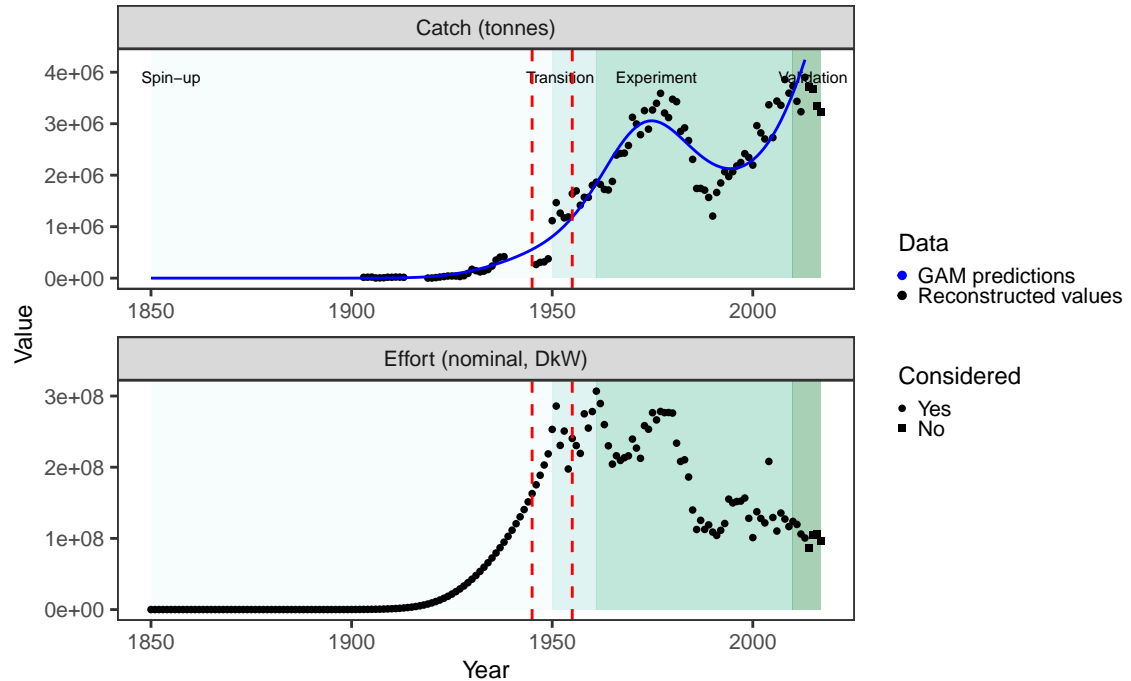 Catch (tonnes)
4e+06
3e+06
2e+06
1e+06
0e+00
Spin−up
Transition
Experiment
Validation
1850
1900
1950
2000
Value
Effort (nominal, DkW)
3e+08
2e+08
1e+08
0e+00
1850
1900
1950
2000
Year
Data
GAM predictions
Reconstructed values
Considered
Yes
No